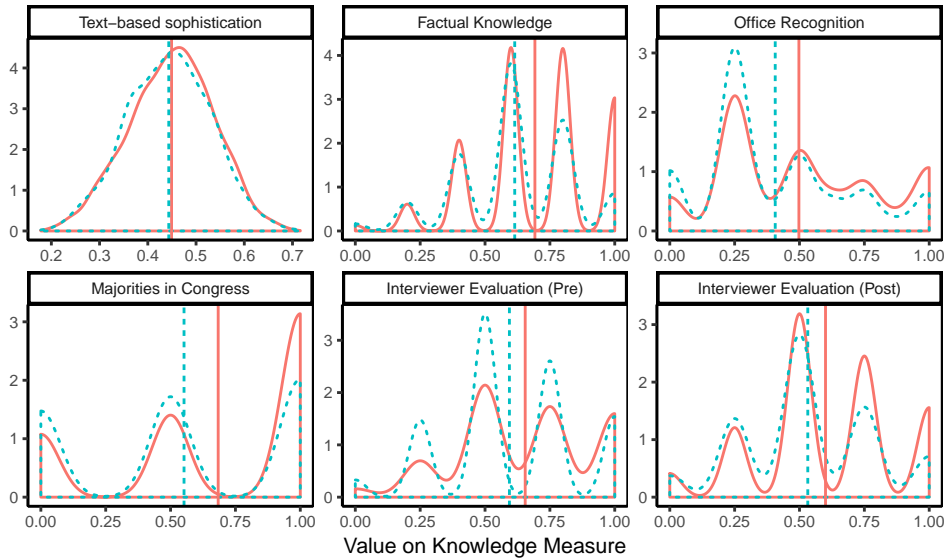 Text−based sophistication
Factual Knowledge
Office Recognition
4
3
2
1
0
0.2 0.3 0.4 0.5 0.6 0.7
4
3
2
1
0
0.00 0.25 0.50 0.75 1.00
3
2
1
0
0.00 0.25 0.50 0.75 1.00
Majorities in Congress
Interviewer Evaluation (Pre)
Interviewer Evaluation (Post)
3
2
1
0
0.00 0.25 0.50 0.75 1.00
3
2
1
0
0.00 0.25 0.50 0.75 1.00
3
2
1
0
0.00 0.25 0.50 0.75 1.00
Value on Knowledge Measure